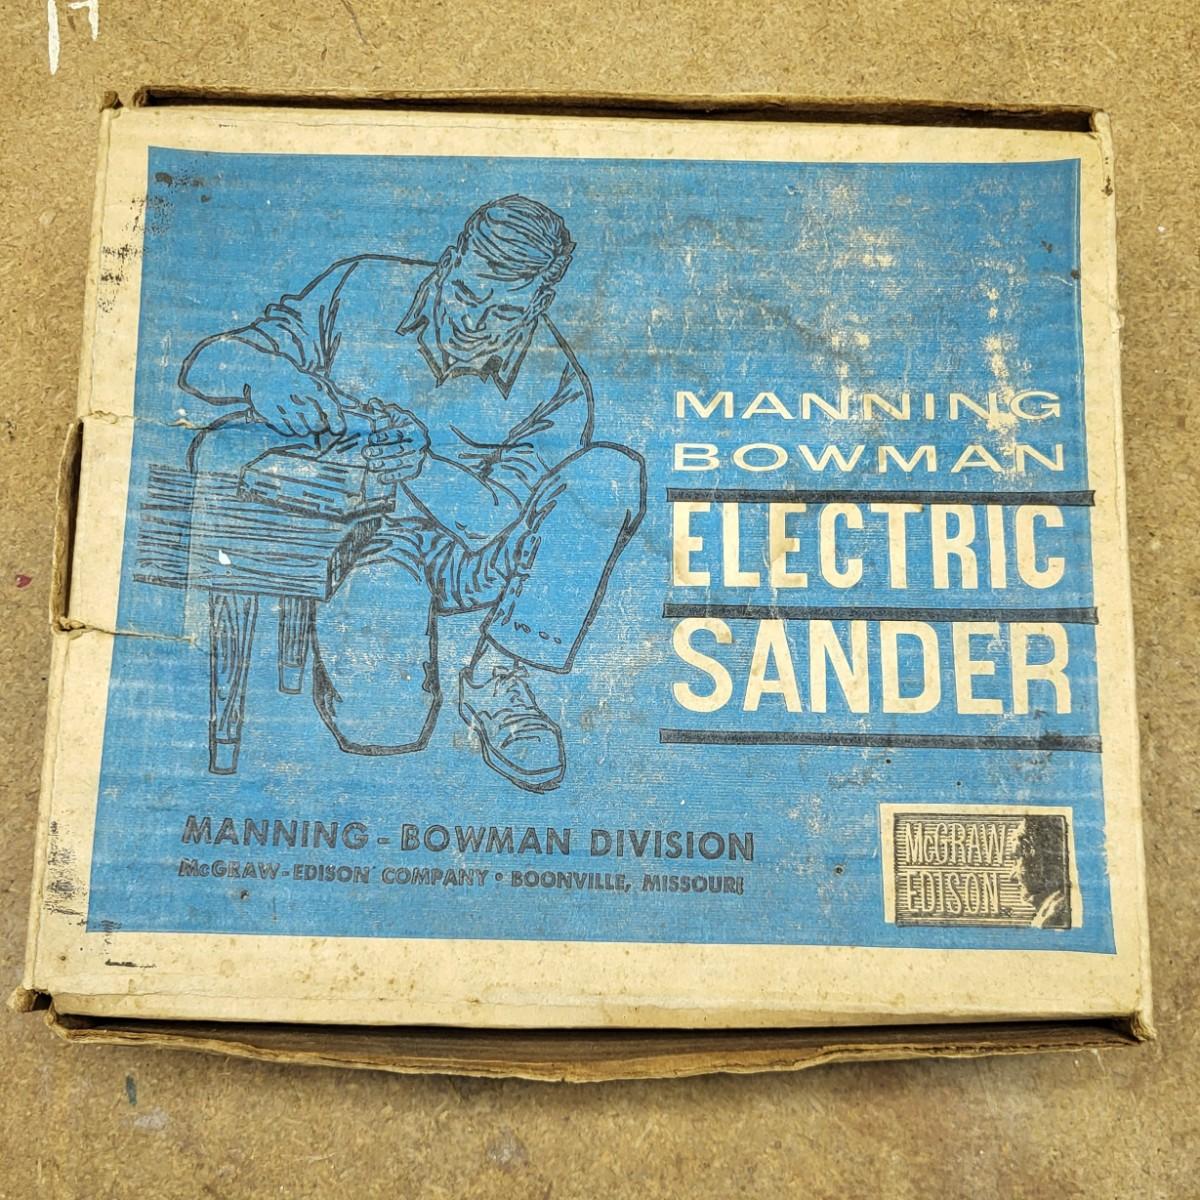 MANNING
BOWMAN
ELECTRIC
SANDER
MANNING-BOWMAN DIVISION
McGRAW-EDISON COMPANY • BOONVILLE, MISSOURI
McGRAW
EDISON